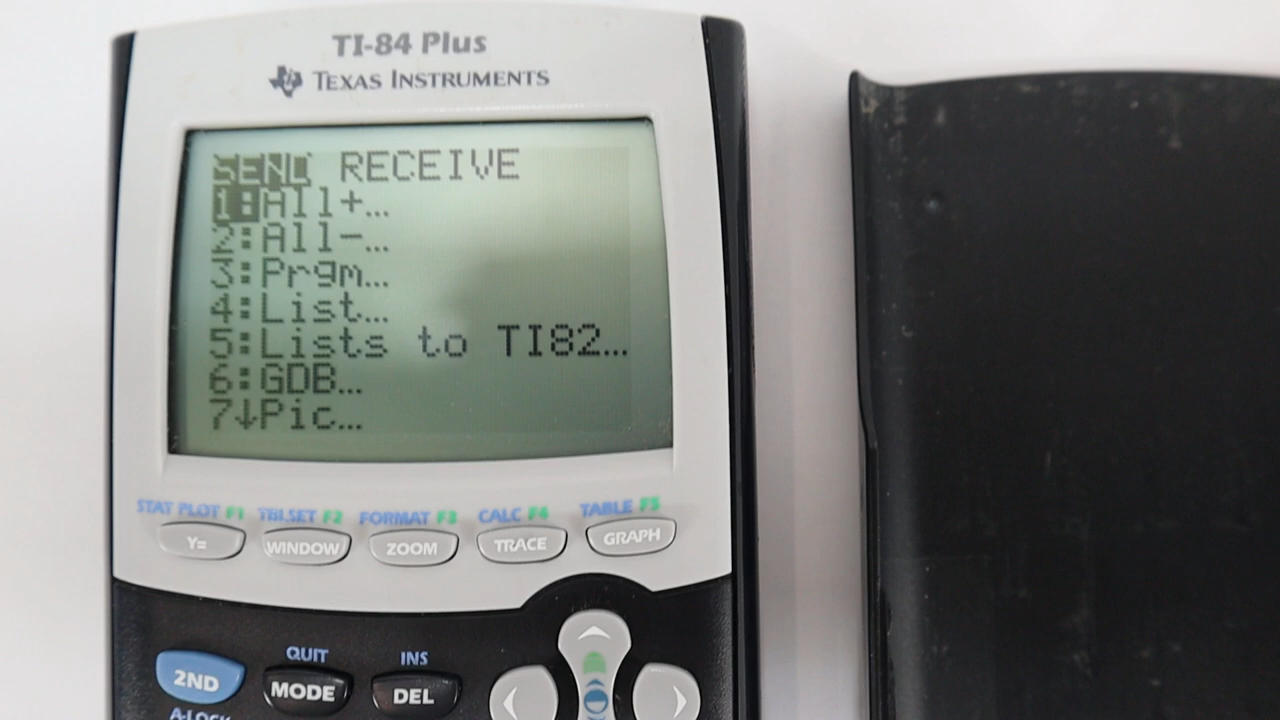 TI-84 Plus
TEXAS INSTRUMENTS
SEND RECEIVE
1:All+...
2:All-...
3:Prgm...
4:List...
5:Lists to TI82...
6:GDB...
7↓Pic...
STAT PLOT F1 TBLSET F2 FORMAT F3 CALC F4 TABLE F5
Y= WINDOW ZOOM TRACE GRAPH
QUIT INS
2ND MODE DEL
A-LOCK